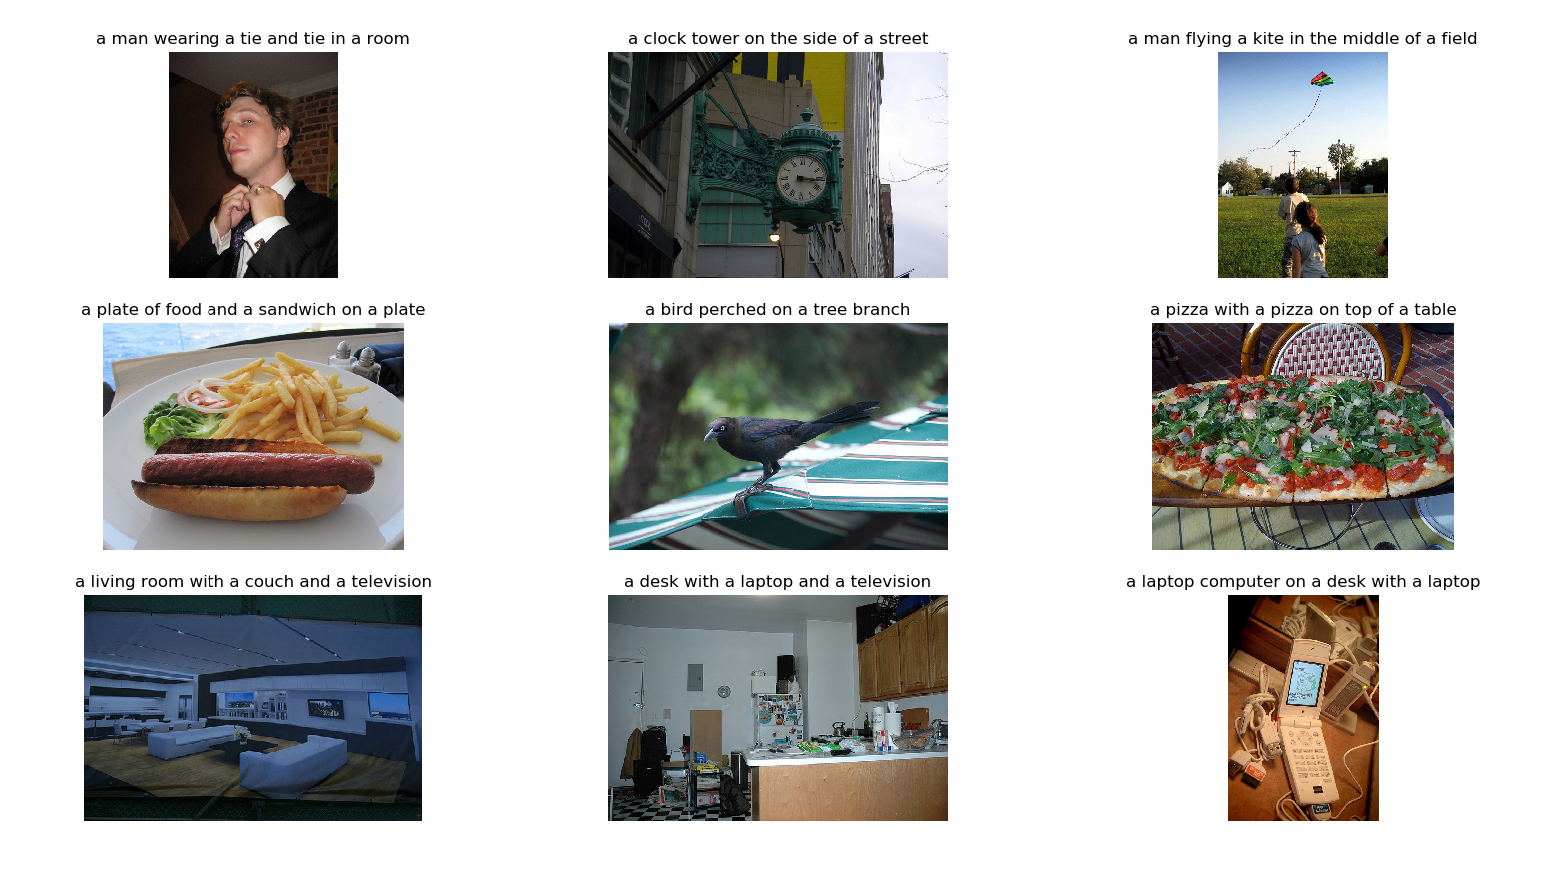 a man wearing a tie and tie in a room
a clock tower on the side of a street
a man flying a kite in the middle of a field
a plate of food and a sandwich on a plate
a bird perched on a tree branch
a pizza with a pizza on top of a table
a living room with a couch and a television
a desk with a laptop and a television
a laptop computer on a desk with a laptop